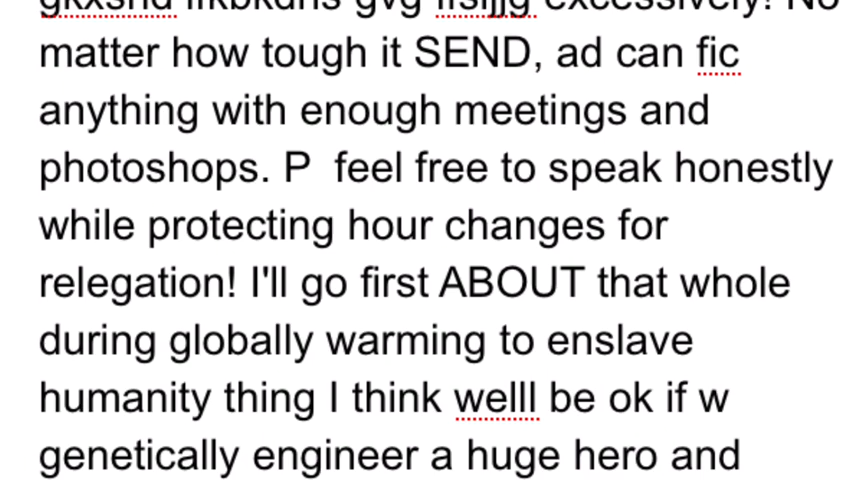 excessively! No
matter how tough it SEND, ad can fic
anything with enough meetings and
photoshops. P  feel free to speak honestly
while protecting hour changes for
relegation! I'll go first ABOUT that whole
during globally warming to enslave
humanity thing I think welll be ok if w
genetically engineer a huge hero and